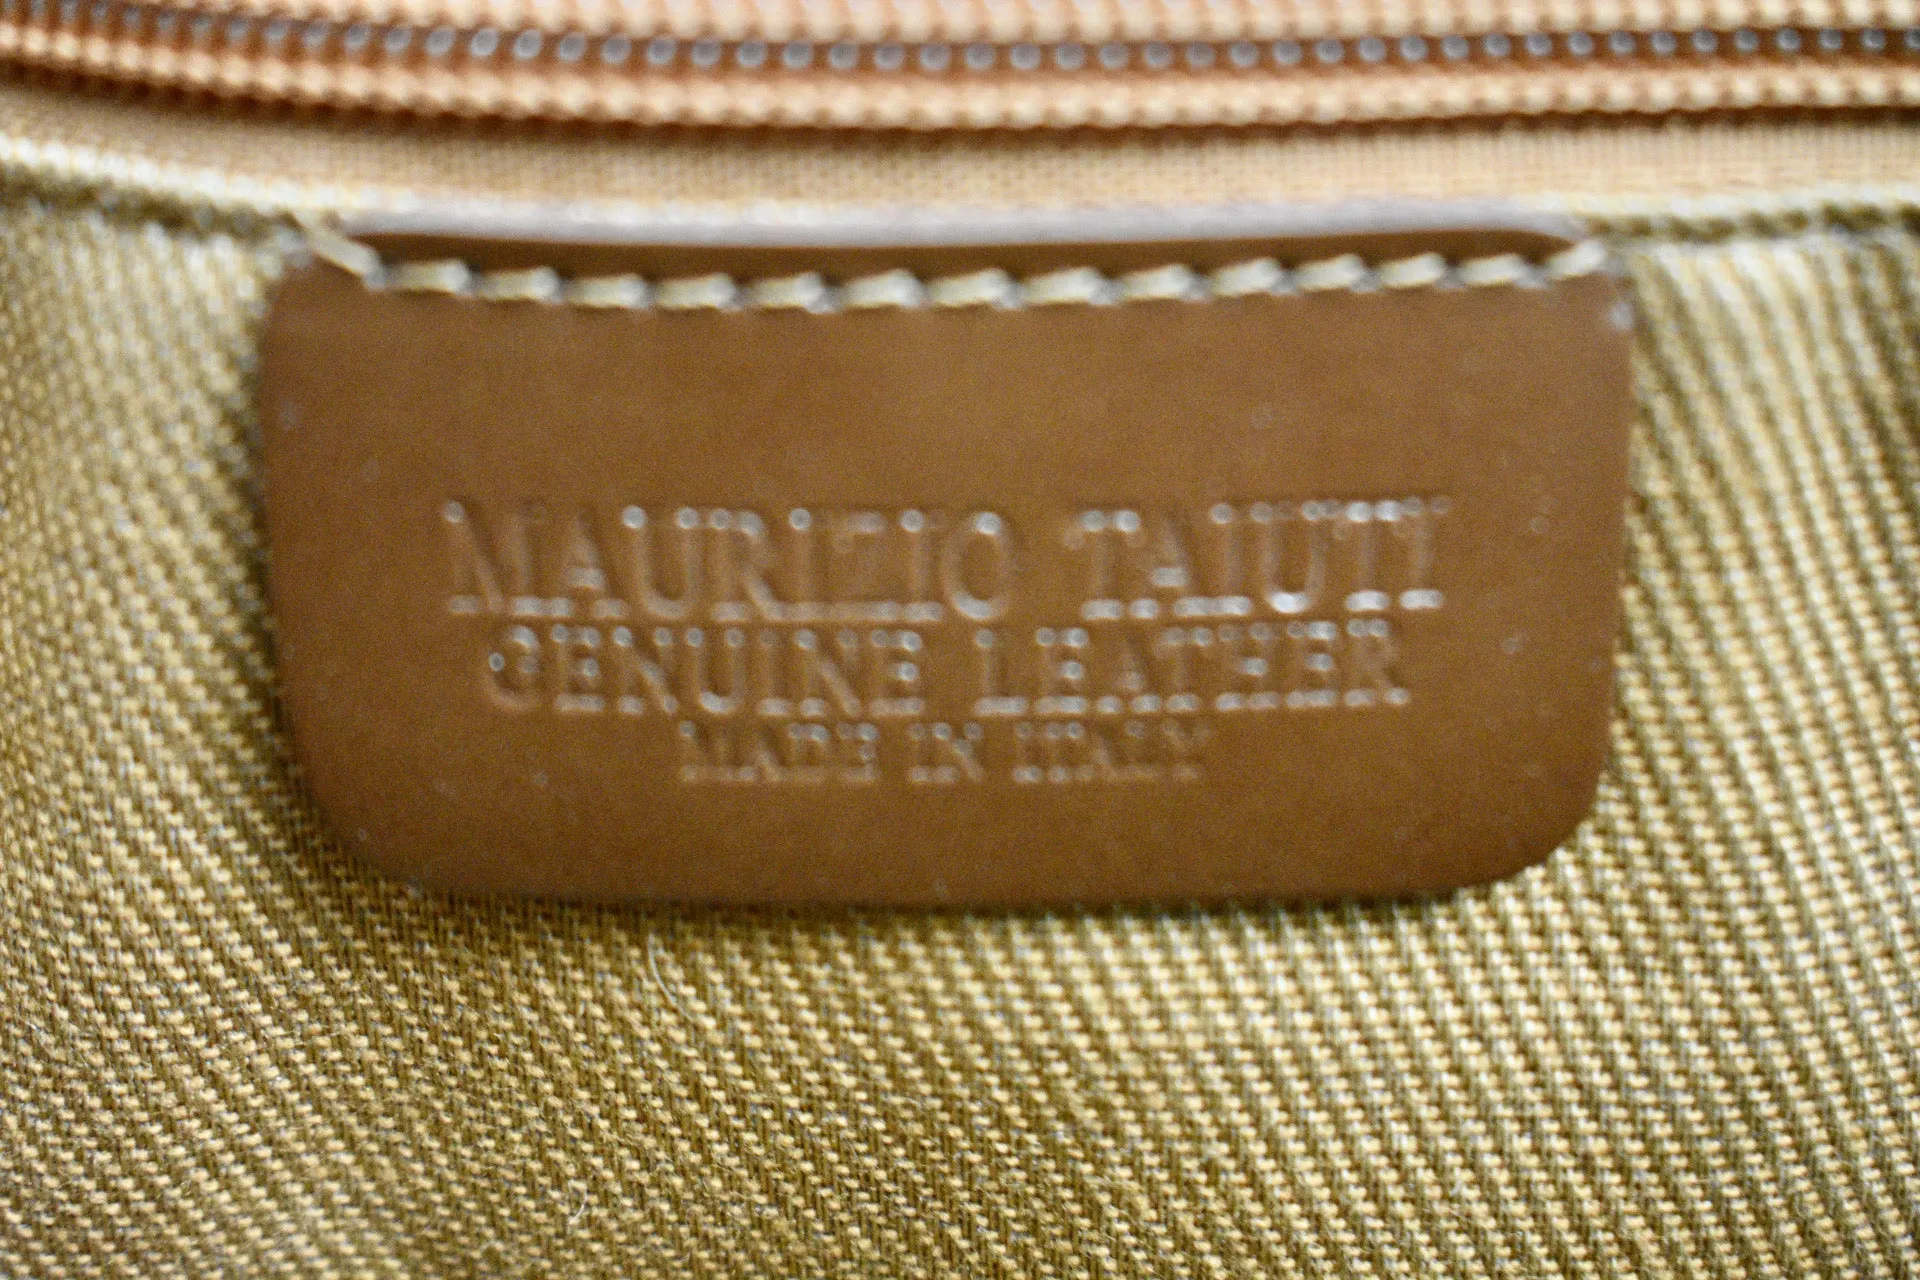 MAURIZIO TAIUTI
GENUINE LEATHER
MADE IN ITALY